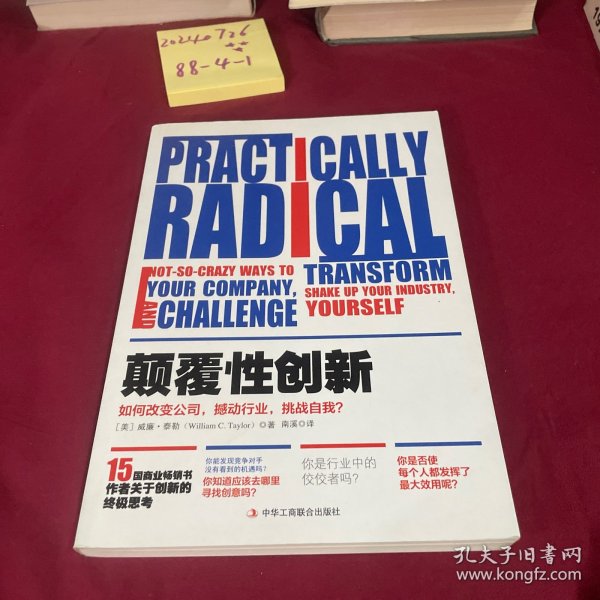 20240726
88-4-1
PRACTICALLY
RADICAL
NOT-SO-CRAZY WAYS TO TRANSFORM
YOUR COMPANY, SHAKE UP YOUR INDUSTRY,
AND CHALLENGE YOURSELF
颠覆性创新
如何改变公司，撼动行业，挑战自我？
[美] 威廉·泰勒 (William C. Taylor) ◎著 南溪◎译
15国商业畅销书
作者关于创新的
终极思考
你能发现竞争对手
没有看到的机遇吗？
你知道应该去哪里
寻找创意吗？
你是行业中的
佼佼者吗？
你是否使
每个人都发挥了
最大效用呢？
中华工商联合出版社
孔夫子旧书网
www.kongfz.com